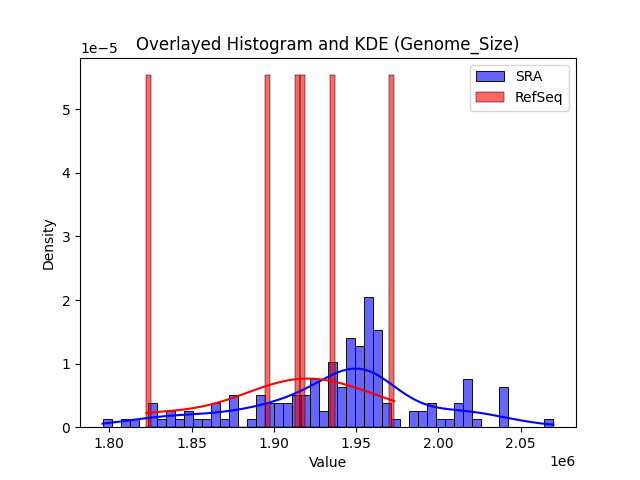 Overlayed Histogram and KDE (Genome_Size)
1e−5
SRA
RefSeq
5
4
3
2
1
0
Density
1.80 1.85 1.90 1.95 2.00 2.05
Value
1e6